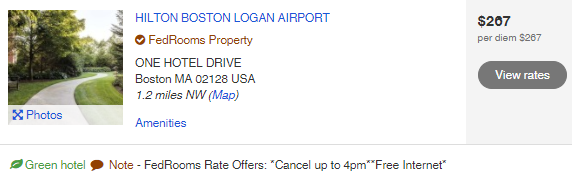 HILTON BOSTON LOGAN AIRPORT
FedRooms Property
ONE HOTEL DRIVE
Boston MA 02128 USA
1.2 miles NW (Map)
Photos
Amenities
$267
per diem $267
View rates
Green hotel Note - FedRooms Rate Offers: *Cancel up to 4pm**Free Internet*